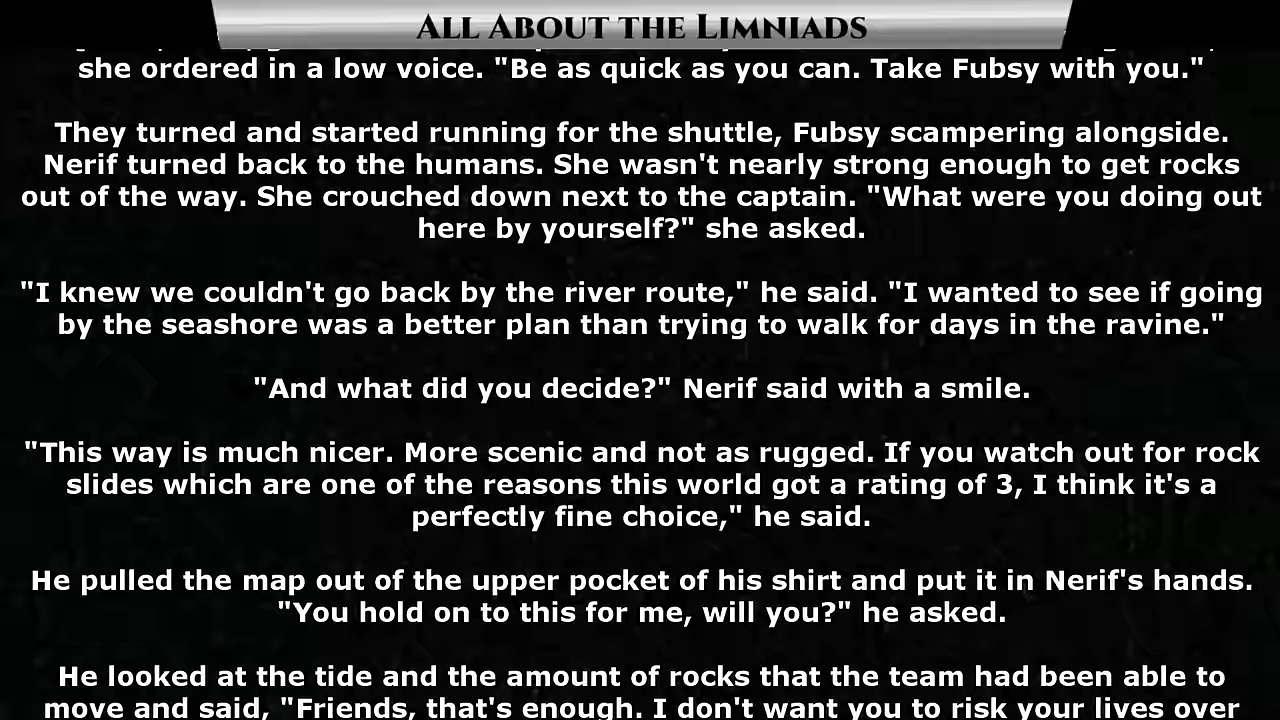 All About the Limniads
she ordered in a low voice. "Be as quick as you can. Take Fubsy with you."
They turned and started running for the shuttle, Fubsy scampering alongside.
Nerif turned back to the humans. She wasn't nearly strong enough to get rocks
out of the way. She crouched down next to the captain. "What were you doing out
here by yourself?" she asked.
"I knew we couldn't go back by the river route," he said. "I wanted to see if going
by the seashore was a better plan than trying to walk for days in the ravine."
"And what did you decide?" Nerif said with a smile.
"This way is much nicer. More scenic and not as rugged. If you watch out for rock
slides which are one of the reasons this world got a rating of 3, I think it's a
perfectly fine choice," he said.
He pulled the map out of the upper pocket of his shirt and put it in Nerif's hands.
"You hold on to this for me, will you?" he asked.
He looked at the tide and the amount of rocks that the team had been able to
move and said, "Friends, that's enough. I don't want you to risk your lives over